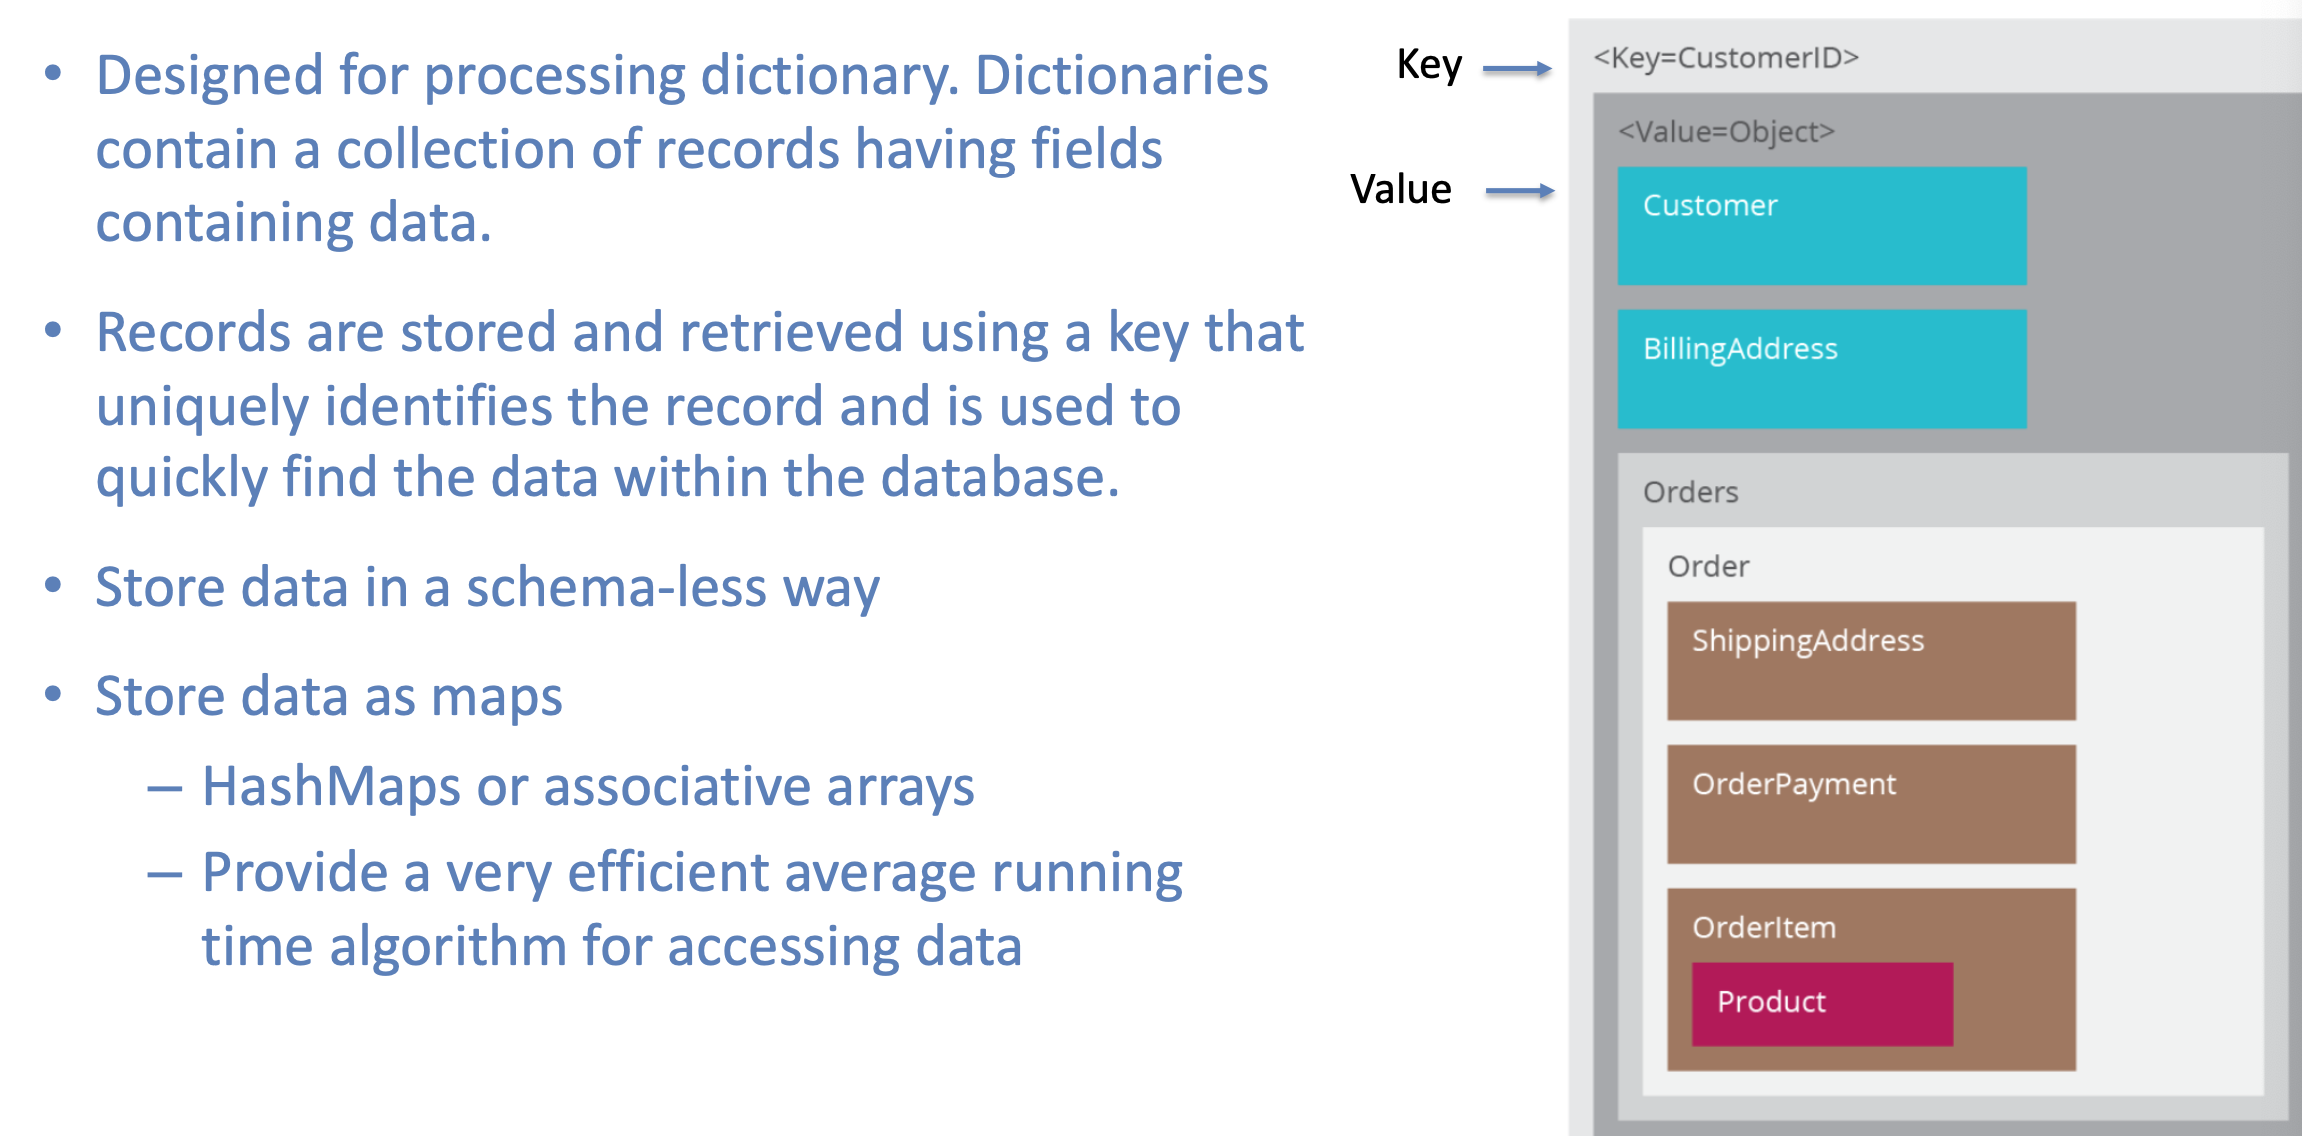 • Designed for processing dictionary. Dictionaries
contain a collection of records having fields
containing data.
• Records are stored and retrieved using a key that
uniquely identifies the record and is used to
quickly find the data within the database.
• Store data in a schema-less way
• Store data as maps
– HashMaps or associative arrays
– Provide a very efficient average running
time algorithm for accessing data
Key
Value
<Key=CustomerID>
<Value=Object>
Customer
BillingAddress
Orders
Order
ShippingAddress
OrderPayment
OrderItem
Product